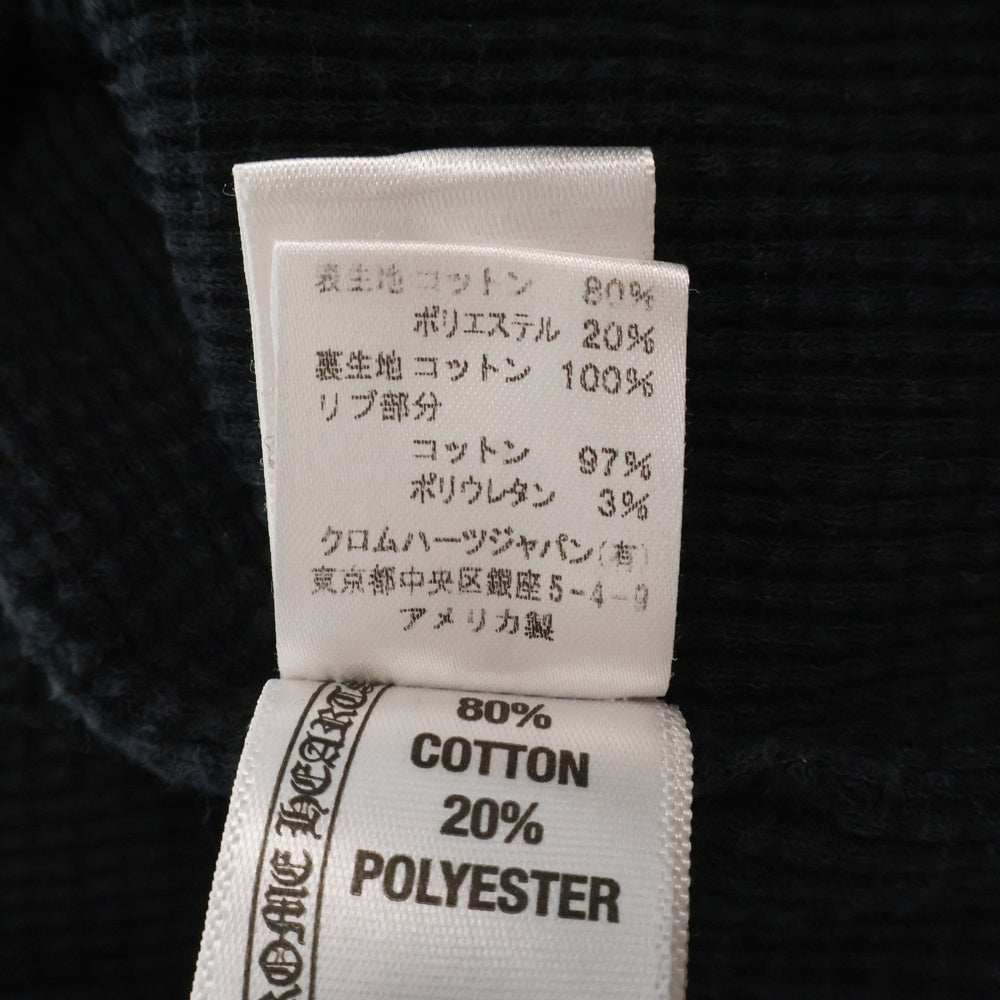 表生地 コットン 80%
ポリエステル 20%
裏生地 コットン 100%
リブ部分
コットン 97%
ポリウレタン 3%
クロムハーツジャパン(有)
東京都中央区銀座5-4-9
アメリカ製
80%
COTTON
20%
POLYESTER
ROME HEARTS